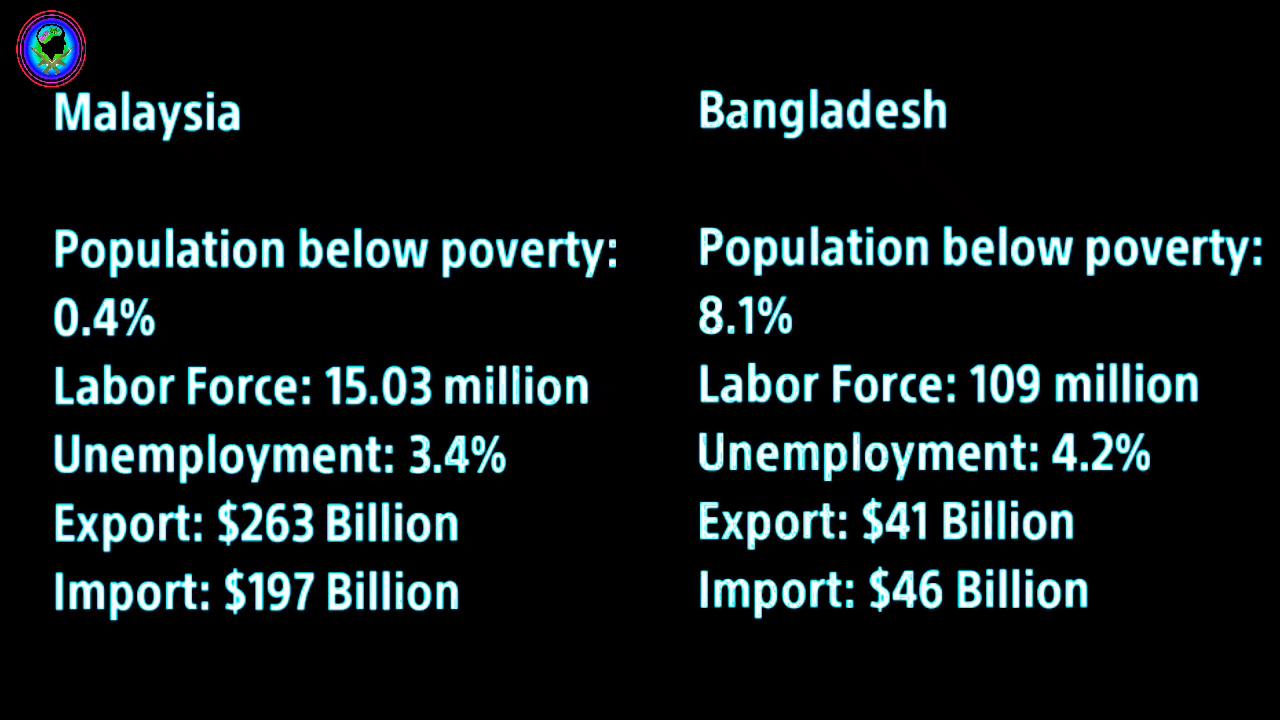 Malaysia
Population below poverty:
0.4%
Labor Force: 15.03 million
Unemployment: 3.4%
Export: $263 Billion
Import: $197 Billion
Bangladesh
Population below poverty:
8.1%
Labor Force: 109 million
Unemployment: 4.2%
Export: $41 Billion
Import: $46 Billion